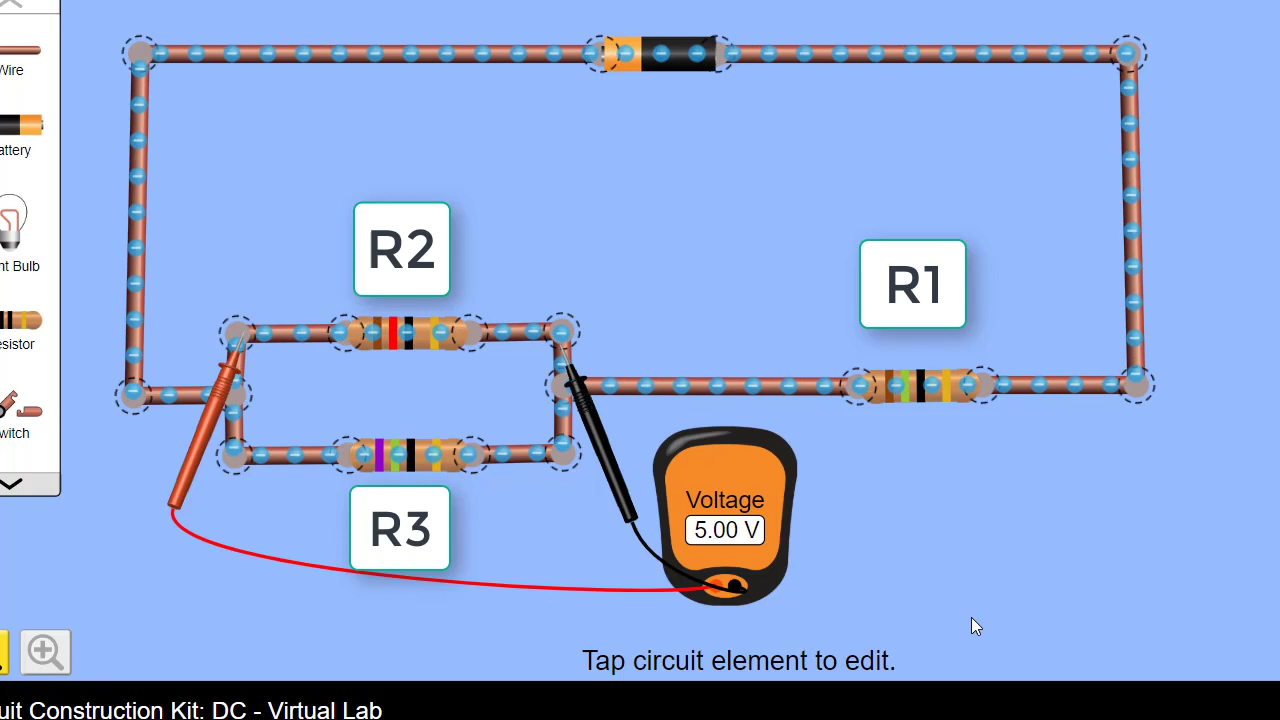 Wire
attery
nt Bulb
esistor
witch
R2
R1
R3
Voltage
5.00 V
Tap circuit element to edit.
uit Construction Kit: DC - Virtual Lab